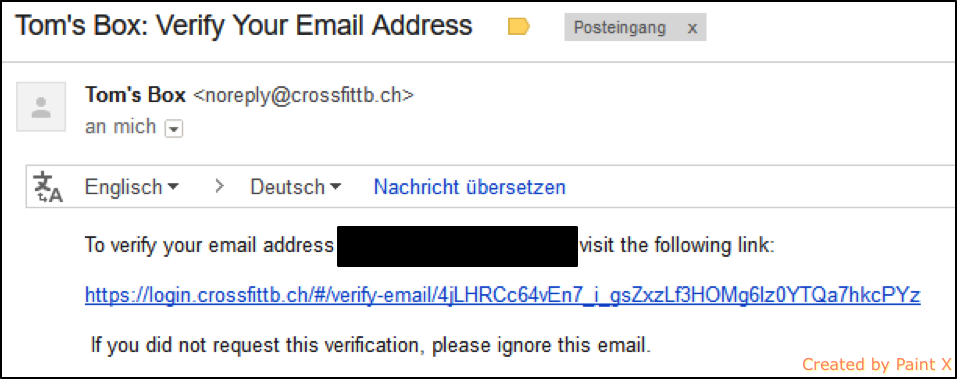 Tom's Box: Verify Your Email Address Posteingang x
Tom's Box <noreply@crossfittb.ch>
an mich
Englisch > Deutsch Nachricht übersetzen
To verify your email address visit the following link:
https://login.crossfittb.ch/#/verify-email/4jLHRCc64vEn7_i_gsZxzLf3HOMg6lz0YTQa7hkcPYz
If you did not request this verification, please ignore this email.
Created by Paint X